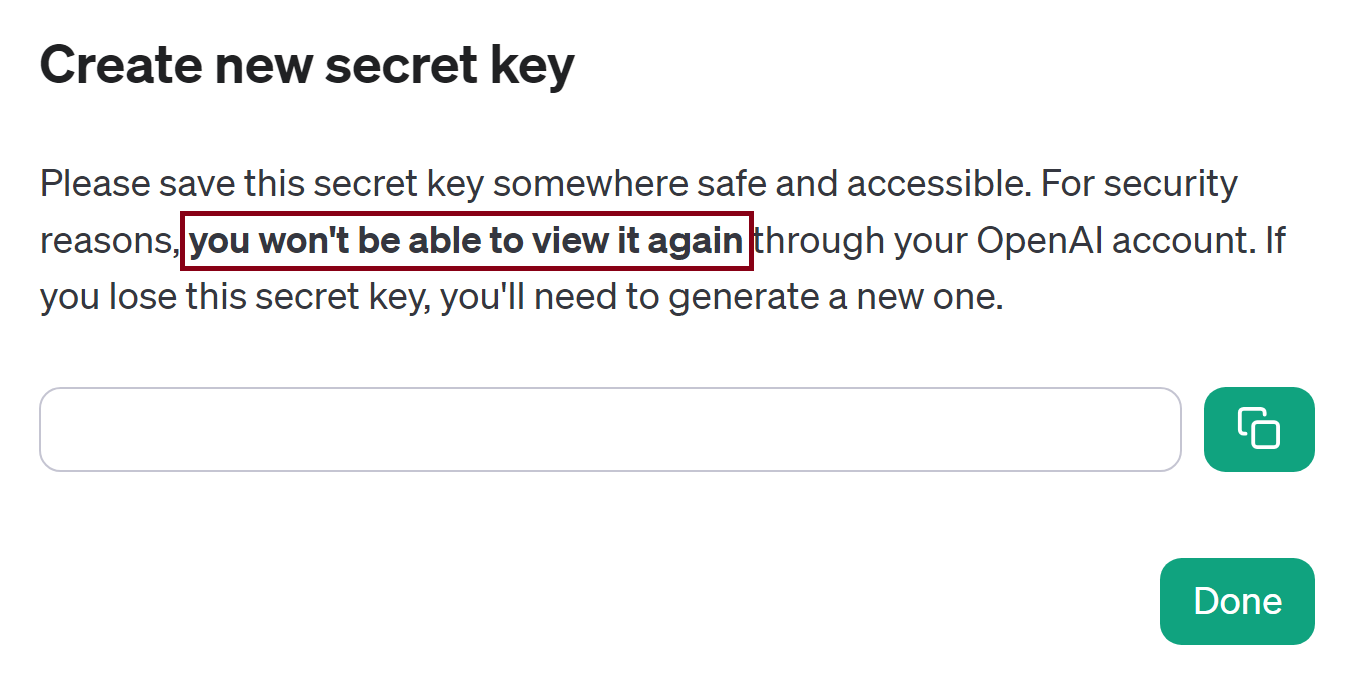 Create new secret key
Please save this secret key somewhere safe and accessible. For security
reasons, you won't be able to view it again through your OpenAI account. If
you lose this secret key, you'll need to generate a new one.
Done